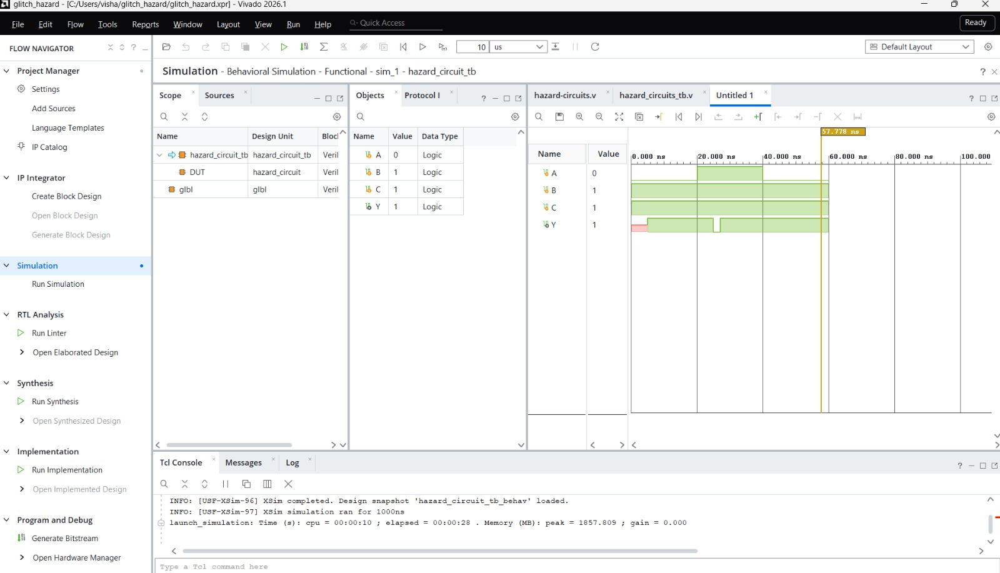 glitch_hazard - [C:/Users/visha/glitch_hazard/glitch_hazard.xpr] - Vivado 2026.1
File Edit Flow Tools Reports Window Layout View Run Help Quick Access Ready
FLOW NAVIGATOR
10 us
Default Layout
Project Manager
Settings
Add Sources
Language Templates
IP Catalog
IP Integrator
Create Block Design
Open Block Design
Generate Block Design
Simulation
Run Simulation
RTL Analysis
Run Linter
Open Elaborated Design
Synthesis
Run Synthesis
Open Synthesized Design
Implementation
Run Implementation
Open Implemented Design
Program and Debug
Generate Bitstream
Open Hardware Manager
Simulation - Behavioral Simulation - Functional - sim_1 - hazard_circuit_tb
Scope Sources
Name Design Unit Block
hazard_circuit_tb hazard_circuit_tb Veril
DUT hazard_circuit Veril
glbl glbl Veril
Objects Protocol I
Name Value Data Type
A 0 Logic
B 1 Logic
C 1 Logic
Y 1 Logic
hazard-circuits.v hazard_circuits_tb.v Untitled 1
57.778 ns
Name Value
0.000 ns 20.000 ns 40.000 ns 60.000 ns 80.000 ns 100.000
A 0
B 1
C 1
Y 1
Tcl Console Messages Log
INFO: [USF-XSim-96] XSim completed. Design snapshot 'hazard_circuit_tb_behav' loaded.
INFO: [USF-XSim-97] XSim simulation ran for 1000ns
launch_simulation: Time (s): cpu = 00:00:10 ; elapsed = 00:00:28 . Memory (MB): peak = 1857.809 ; gain = 0.000
Type a Tcl command here